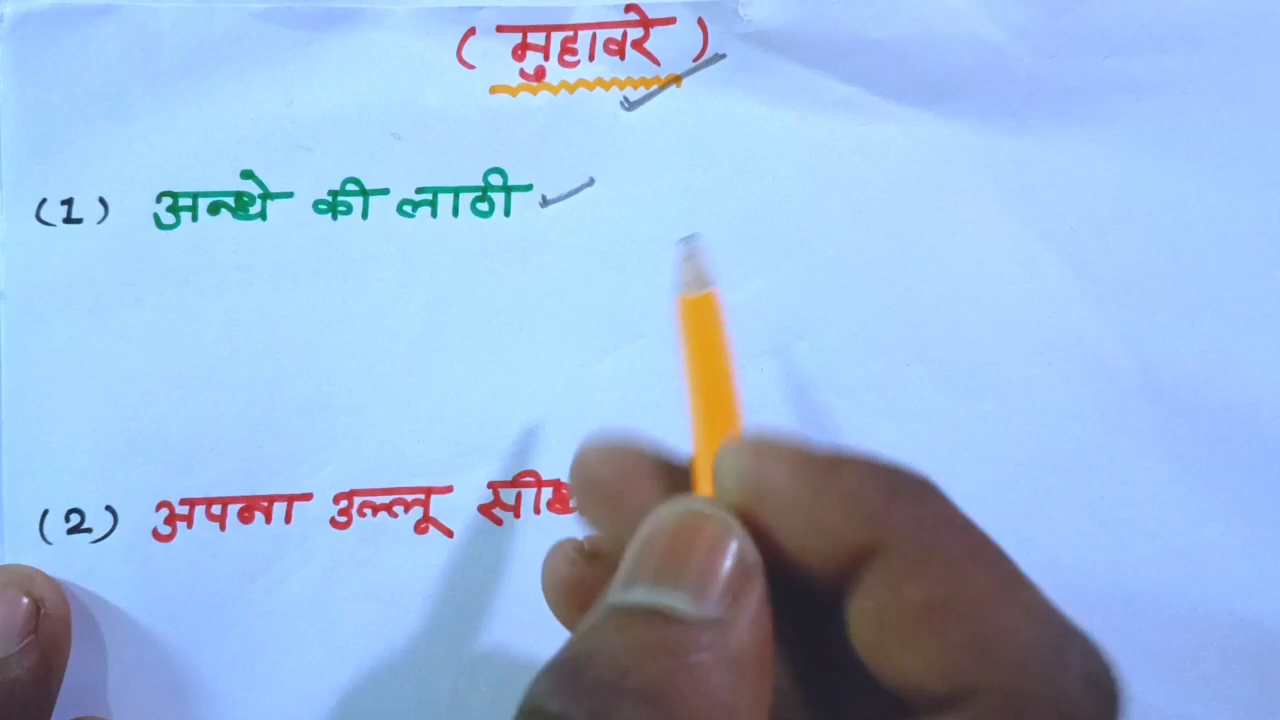 ( मुहावरे )
(1) अन्धे की लाठी
(2) अपना उल्लू